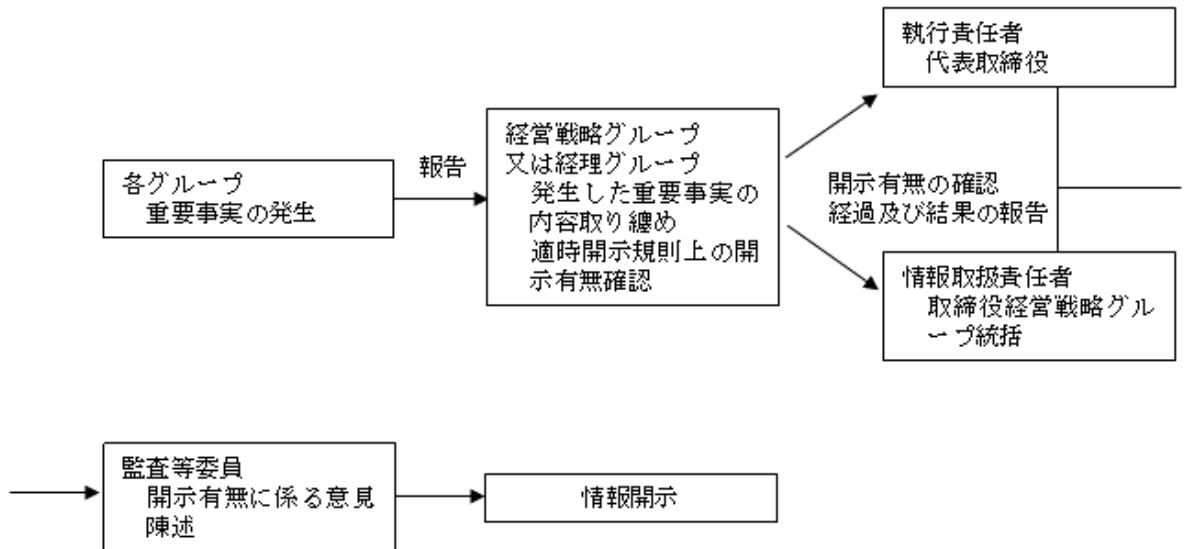 各グループ
重要事実の発生
報告
経営戦略グループ
又は経理グループ
発生した重要事実の
内容取り纏め
適時開示規則上の開
示有無確認
執行責任者
代表取締役
開示有無の確認
経過及び結果の報告
情報取扱責任者
取締役経営戦略グル
ープ統括
監査等委員
開示有無に係る意見
陳述
情報開示